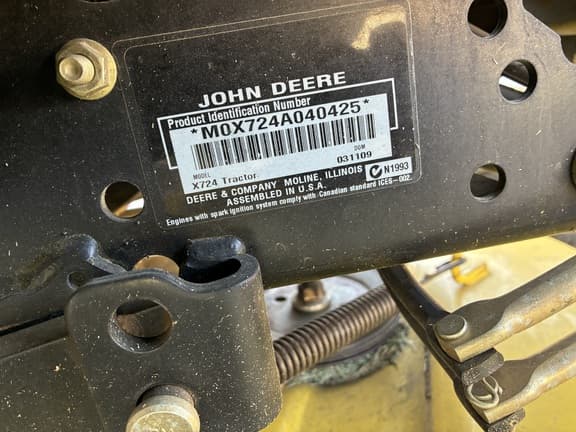 JOHN DEERE
Product Identification Number
*M0X724A040425*
MODEL DOM
X724 Tractor 031109
DEERE & COMPANY MOLINE, ILLINOIS
ASSEMBLED IN U.S.A.
N1993
Engines with spark ignition system comply with Canadian standard ICES-002.